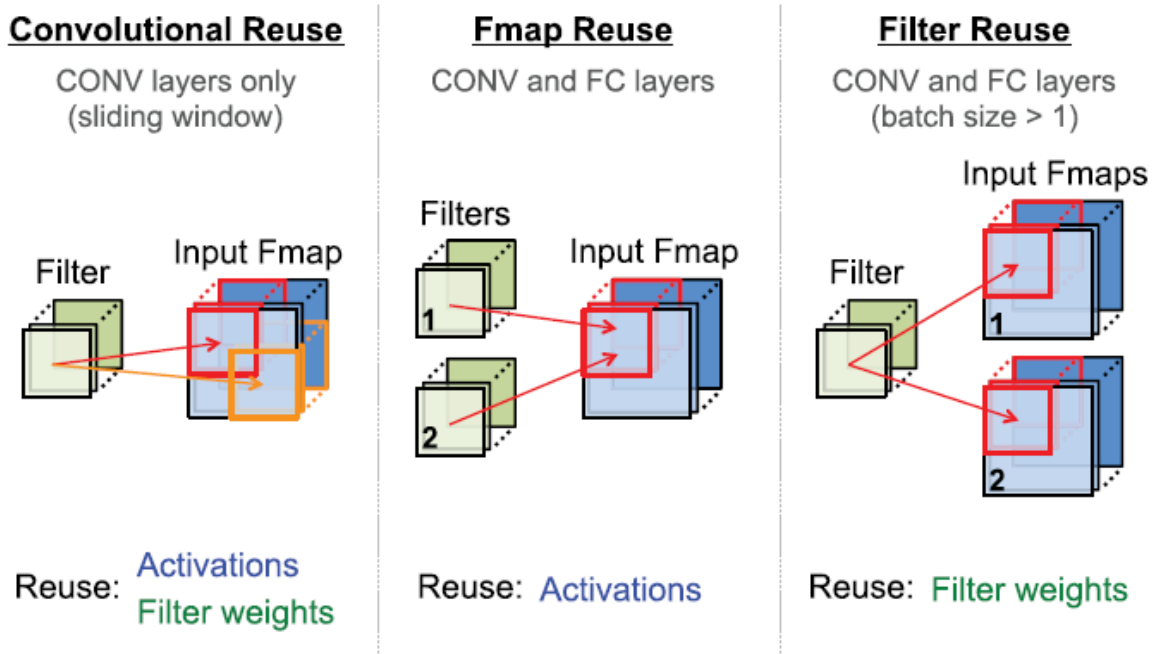 Convolutional Reuse
CONV layers only
(sliding window)
Filter
Input Fmap
Reuse:
Activations
Filter weights
Fmap Reuse
CONV and FC layers
Filters
Input Fmap
1
2
Reuse: Activations
Filter Reuse
CONV and FC layers
(batch size > 1)
Input Fmaps
Filter
1
2
Reuse: Filter weights